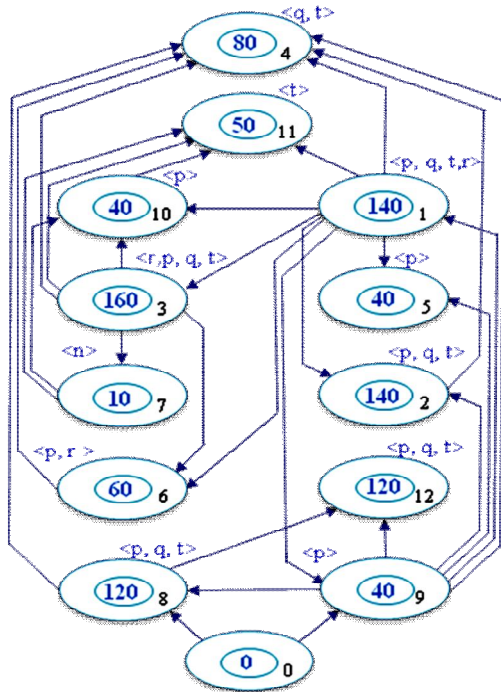 <q, t>
80 4
<t>
50 11
<p> <p, q, t,r>
40 10 140 1
<r,p, q, t> <p>
160 3 40 5
<n> <p, q, t>
10 7 140 2
<p,r > <p, q, t>
60 6 120 12
<p, q, t> <p>
120 8 40 9
0 0